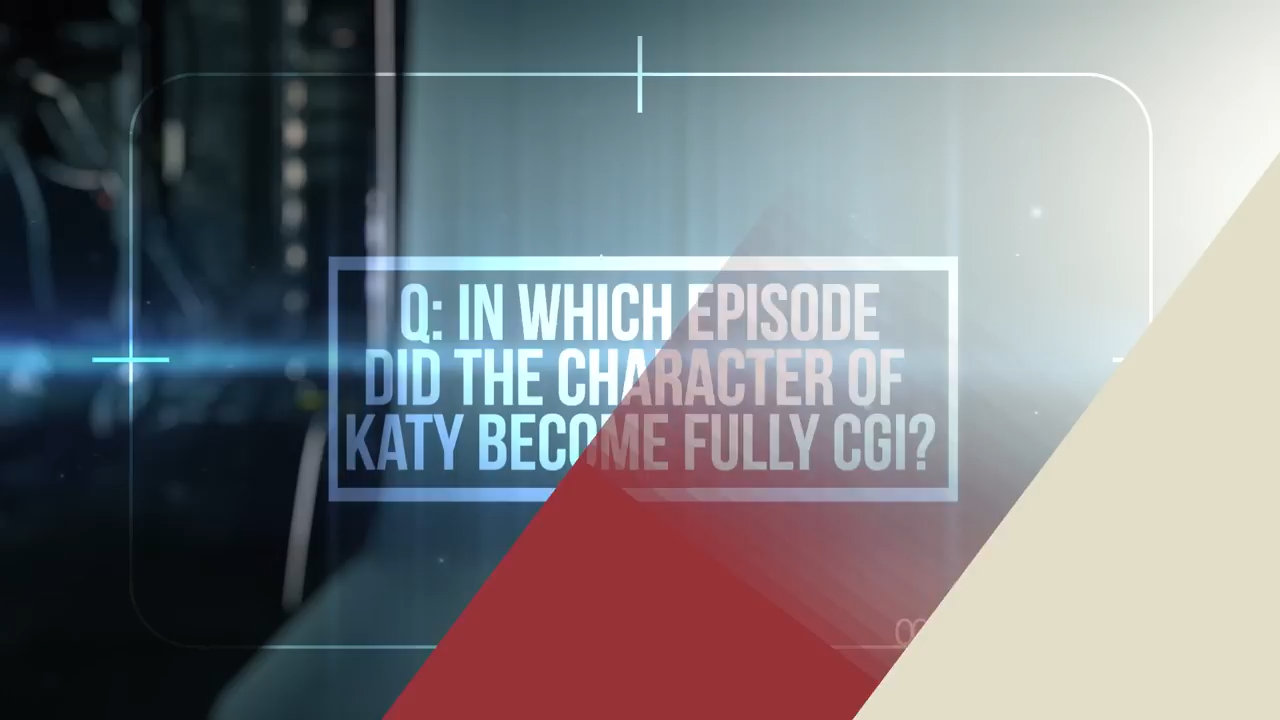 Q: IN WHICH EPISODE
DID THE CHARACTER OF
KATY BECOME FULLY CGI?